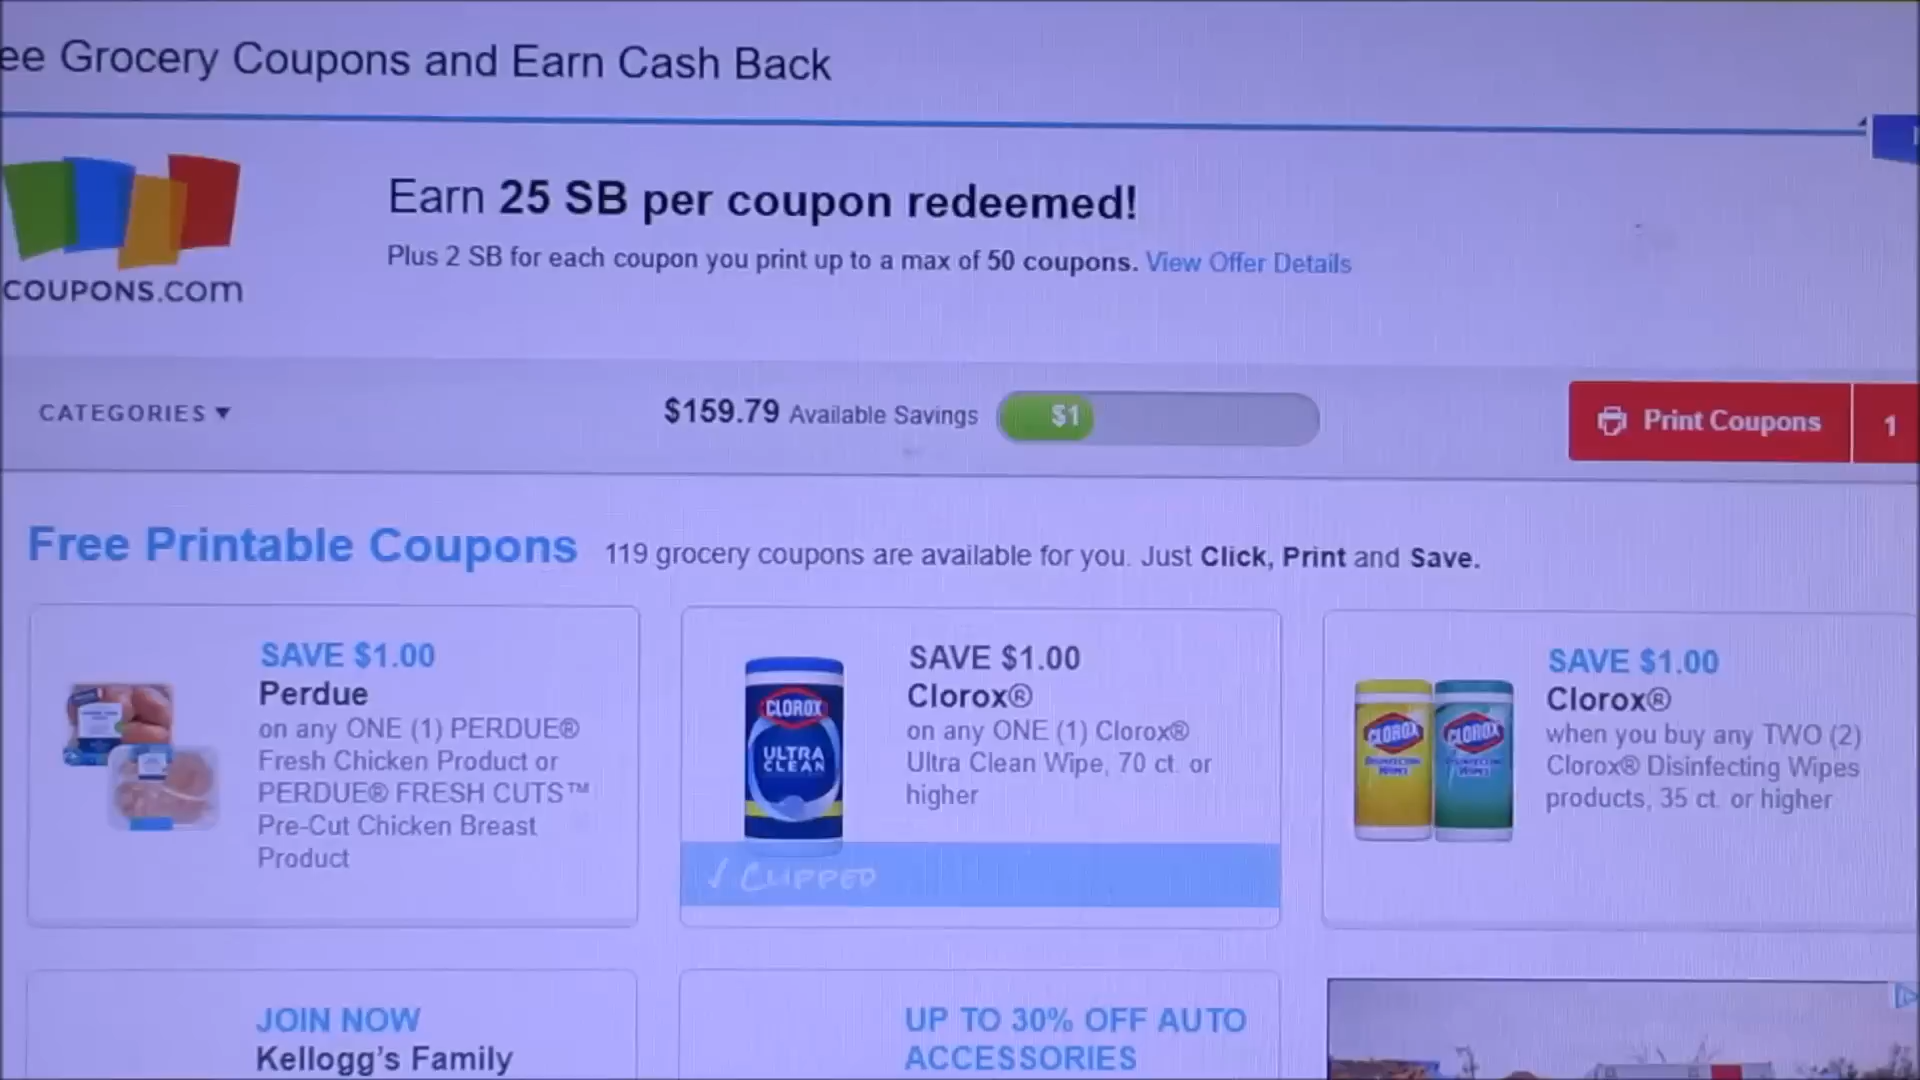 ee Grocery Coupons and Earn Cash Back
COUPONS.com
Earn 25 SB per coupon redeemed!
Plus 2 SB for each coupon you print up to a max of 50 coupons. View Offer Details
CATEGORIES ▼
$159.79 Available Savings
$1
Print Coupons
1
Free Printable Coupons
119 grocery coupons are available for you. Just Click, Print and Save.
SAVE $1.00
Perdue
on any ONE (1) PERDUE®
Fresh Chicken Product or
PERDUE® FRESH CUTS™
Pre-Cut Chicken Breast
Product
CLOROX
ULTRA
CLEAN
SAVE $1.00
Clorox®
on any ONE (1) Clorox®
Ultra Clean Wipe, 70 ct. or
higher
✓ CLIPPED
CLOROX
DISINFECTING
WIPES
CLOROX
DISINFECTING
WIPES
SAVE $1.00
Clorox®
when you buy any TWO (2)
Clorox® Disinfecting Wipes
products, 35 ct. or higher
JOIN NOW
Kellogg's Family
UP TO 30% OFF AUTO
ACCESSORIES